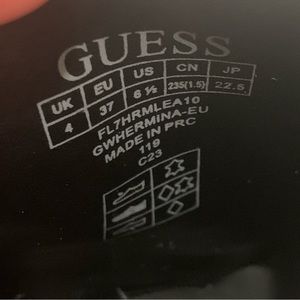 GUESS
UK EU US CN JP
4 37 6 ½ 235(1.5) 22.5
FL7HRMLEA10
GWHERMINA-EU
MADE IN PRC
119
C23